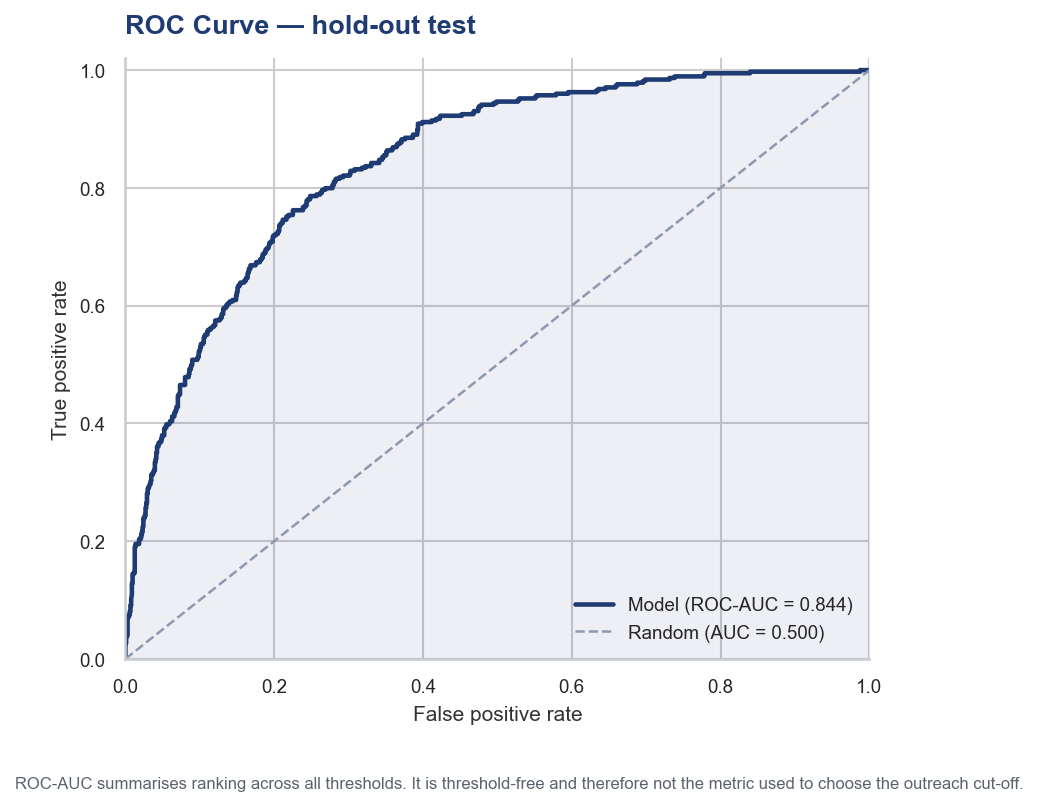 ROC Curve — hold-out test
1.0
0.8
0.6
0.4
0.2
0.0
True positive rate
Model (ROC-AUC = 0.844)
Random (AUC = 0.500)
0.0 0.2 0.4 0.6 0.8 1.0
False positive rate
ROC-AUC summarises ranking across all thresholds. It is threshold-free and therefore not the metric used to choose the outreach cut-off.